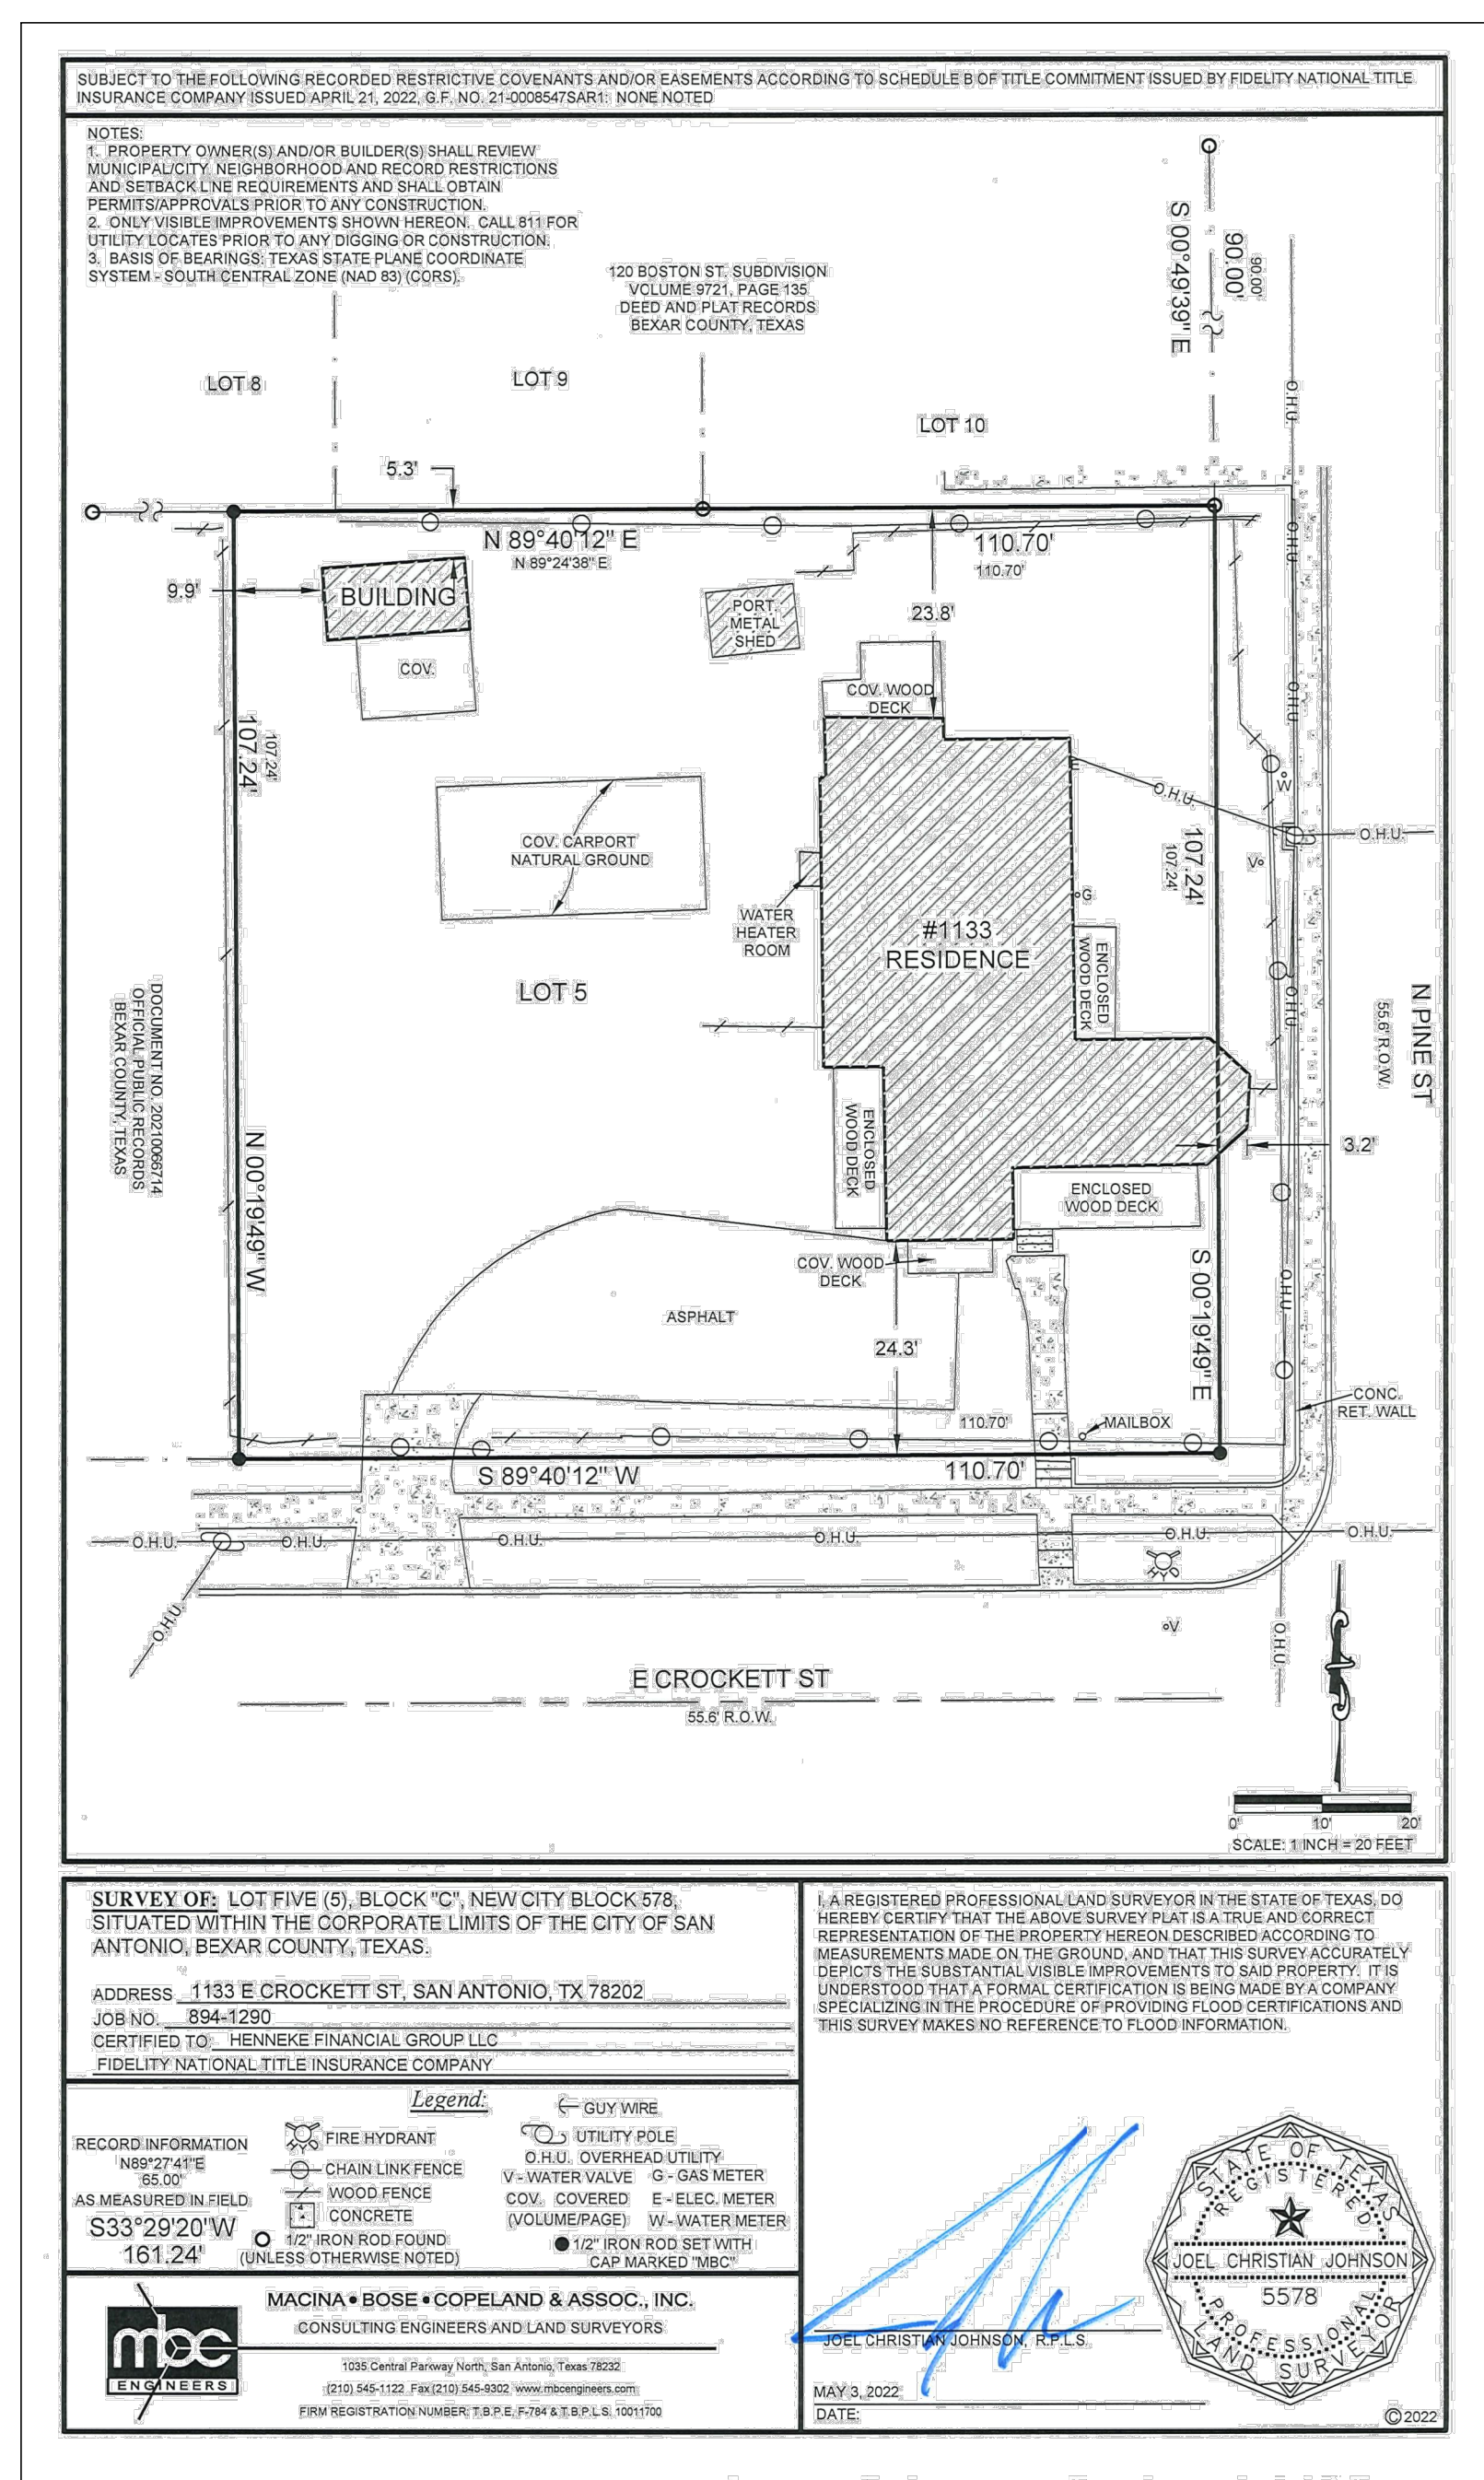 SUBJECT TO THE FOLLOWING RECORDED RESTRICTIVE COVENANTS AND/OR EASEMENTS ACCORDING TO SCHEDULE B OF TITLE COMMITMENT ISSUED BY FIDELITY NATIONAL TITLE
INSURANCE COMPANY ISSUED APRIL 21, 2022, G.F. NO. 21-0008547SAR1: NONE NOTED
NOTES:
1. PROPERTY OWNER(S) AND/OR BUILDER(S) SHALL REVIEW
MUNICIPAL/CITY, NEIGHBORHOOD AND RECORD RESTRICTIONS
AND SETBACK LINE REQUIREMENTS AND SHALL OBTAIN
PERMITS/APPROVALS PRIOR TO ANY CONSTRUCTION.
2. ONLY VISIBLE IMPROVEMENTS SHOWN HEREON. CALL 811 FOR
UTILITY LOCATES PRIOR TO ANY DIGGING OR CONSTRUCTION.
3. BASIS OF BEARINGS: TEXAS STATE PLANE COORDINATE
SYSTEM - SOUTH CENTRAL ZONE (NAD 83) (CORS).
120 BOSTON ST. SUBDIVISION
VOLUME 9721, PAGE 135
DEED AND PLAT RECORDS
BEXAR COUNTY, TEXAS
S 00°49'39" E
90.00'
90.00'
LOT 8
LOT 9
LOT 10
O.H.U.
5.3'
N 89°40'12" E
N 89°24'38" E
110.70'
110.70'
O.H.U.
9.9'
BUILDING
COV.
PORT.
METAL
SHED
23.8'
COV. WOOD
DECK
O.H.U.
107.24'
107.24'
E
O.H.U.
W
O.H.U.
COV. CARPORT
NATURAL GROUND
107.24'
107.24'
V
G
WATER
HEATER
ROOM
#1133
RESIDENCE
ENCLOSED
WOOD DECK
LOT 5
O.H.U.
N PINE ST
55.6' R.O.W.
DOCUMENT NO. 20210066714
OFFICIAL PUBLIC RECORDS
BEXAR COUNTY, TEXAS
ENCLOSED
WOOD DECK
3.2'
N 00°19'49" W
ENCLOSED
WOOD DECK
COV. WOOD
DECK
S 00°19'49" E
O.H.U.
ASPHALT
24.3'
CONC.
RET. WALL
110.70'
MAILBOX
S 89°40'12" W
110.70'
O.H.U.
O.H.U.
O.H.U.
O.H.U.
O.H.U.
O.H.U.
O.H.U.
V
O.H.U.
E CROCKETT ST
55.6' R.O.W.
0'
10'
20'
SCALE: 1 INCH = 20 FEET
SURVEY OF: LOT FIVE (5), BLOCK "C", NEW CITY BLOCK 578,
SITUATED WITHIN THE CORPORATE LIMITS OF THE CITY OF SAN
ANTONIO, BEXAR COUNTY, TEXAS.
ADDRESS 1133 E CROCKETT ST, SAN ANTONIO, TX 78202
JOB NO. 894-1290
CERTIFIED TO: HENNEKE FINANCIAL GROUP LLC
FIDELITY NATIONAL TITLE INSURANCE COMPANY
I, A REGISTERED PROFESSIONAL LAND SURVEYOR IN THE STATE OF TEXAS, DO
HEREBY CERTIFY THAT THE ABOVE SURVEY PLAT IS A TRUE AND CORRECT
REPRESENTATION OF THE PROPERTY HEREON DESCRIBED ACCORDING TO
MEASUREMENTS MADE ON THE GROUND, AND THAT THIS SURVEY ACCURATELY
DEPICTS THE SUBSTANTIAL VISIBLE IMPROVEMENTS TO SAID PROPERTY. IT IS
UNDERSTOOD THAT A FORMAL CERTIFICATION IS BEING MADE BY A COMPANY
SPECIALIZING IN THE PROCEDURE OF PROVIDING FLOOD CERTIFICATIONS AND
THIS SURVEY MAKES NO REFERENCE TO FLOOD INFORMATION.
Legend:
RECORD INFORMATION
N89°27'41"E
65.00'
AS MEASURED IN FIELD
S33°29'20"W
161.24'
FIRE HYDRANT
CHAIN LINK FENCE
WOOD FENCE
CONCRETE
1/2" IRON ROD FOUND
(UNLESS OTHERWISE NOTED)
GUY WIRE
UTILITY POLE
O.H.U. OVERHEAD UTILITY
V - WATER VALVE G - GAS METER
COV. COVERED E - ELEC. METER
(VOLUME/PAGE) W - WATER METER
1/2" IRON ROD SET WITH
CAP MARKED "MBC"
mbc
ENGINEERS
MACINA • BOSE • COPELAND & ASSOC., INC.
CONSULTING ENGINEERS AND LAND SURVEYORS
1035 Central Parkway North, San Antonio, Texas 78232
(210) 545-1122 Fax (210) 545-9302 www.mbcengineers.com
FIRM REGISTRATION NUMBER: T.B.P.E. F-784 & T.B.P.L.S. 10011700
JOEL CHRISTIAN JOHNSON, R.P.L.S.
MAY 3, 2022
DATE:
STATE OF TEXAS
REGISTERED
JOEL CHRISTIAN JOHNSON
5578
PROFESSIONAL
LAND SURVEYOR
© 2022